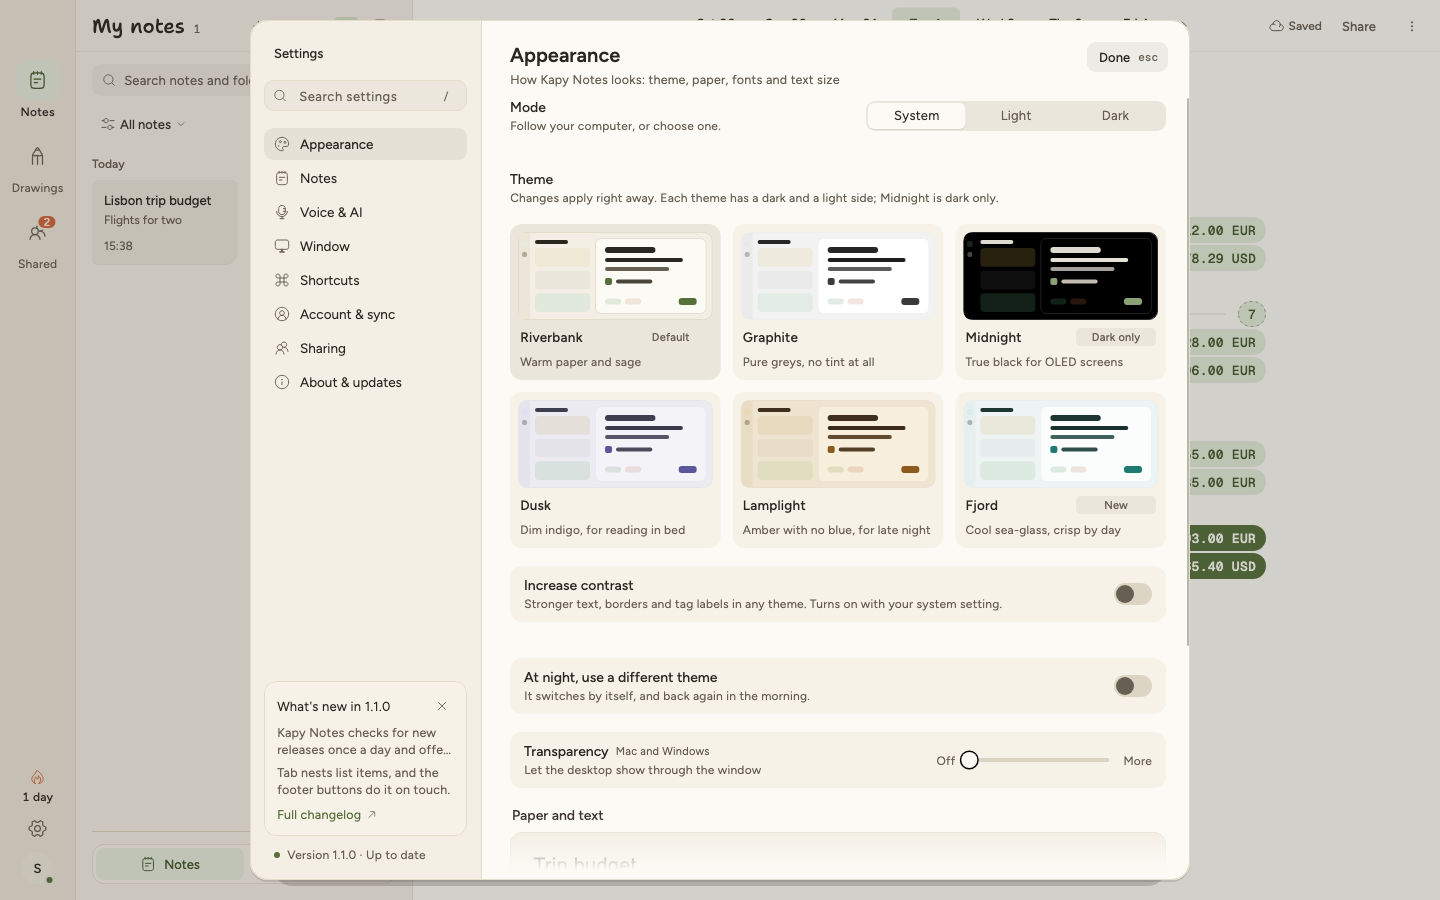 My notes 1
Saved
Share
Search notes and
All notes
Today
Lisbon trip budget
Flights for two
15:38
Notes
Drawings
2
Shared
1 day
S
Notes
Settings
Search settings /
Appearance
Notes
Voice & AI
Window
Shortcuts
Account & sync
Sharing
About & updates
What's new in 1.1.0
Kapy Notes checks for new
releases once a day and offe...
Tab nests list items, and the
footer buttons do it on touch.
Full changelog
Version 1.1.0 · Up to date
Appearance
How Kapy Notes looks: theme, paper, fonts and text size
Done esc
Mode
Follow your computer, or choose one.
System Light Dark
Theme
Changes apply right away. Each theme has a dark and a light side; Midnight is dark only.
Riverbank Default
Warm paper and sage
Graphite
Pure greys, no tint at all
Midnight Dark only
True black for OLED screens
Dusk
Dim indigo, for reading in bed
Lamplight
Amber with no blue, for late night
Fjord New
Cool sea-glass, crisp by day
Increase contrast
Stronger text, borders and tag labels in any theme. Turns on with your system setting.
At night, use a different theme
It switches by itself, and back again in the morning.
Transparency Mac and Windows
Let the desktop show through the window
Off More
Paper and text
Trip budget
2.00 EUR
8.29 USD
7
8.00 EUR
6.00 EUR
5.00 EUR
5.00 EUR
3.00 EUR
5.40 USD